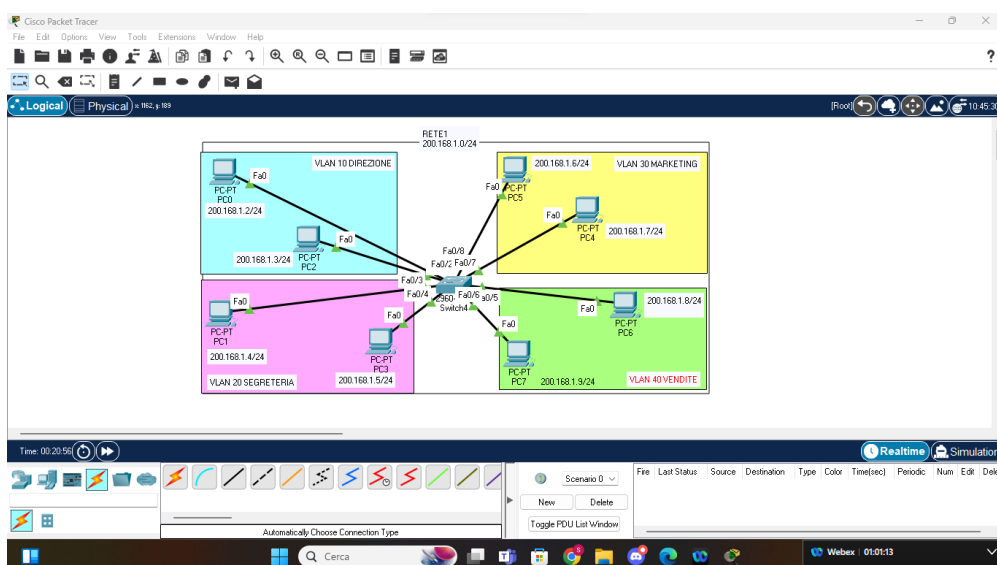 Cisco Packet Tracer
File Edit Options View Tools Extensions Window Help
?
Logical Physical x: 1162, y: 189 [Root] 10:45:30
RETE1
200.168.1.0/24
VLAN 10 DIREZIONE
Fa0
PC-PT
PC0
200.168.1.2/24
Fa0
200.168.1.3/24
PC-PT
PC2
200.168.1.6/24
VLAN 30 MARKETING
Fa0
PC-PT
PC5
Fa0
PC-PT
PC4
200.168.1.7/24
Fa0/8
Fa0/2 Fa0/7
Fa0/3
Fa0/4
2960
Fa0/6
a0/5
Switch4
Fa0
PC-PT
PC1
200.168.1.4/24
Fa0
PC-PT
PC3
200.168.1.5/24
VLAN 20 SEGRETERIA
Fa0
200.168.1.8/24
PC-PT
PC6
Fa0
PC-PT
PC7
200.168.1.9/24
VLAN 40 VENDITE
Time: 00:20:56
Realtime Simulation
Scenario 0
New Delete
Toggle PDU List Window
Fire Last Status Source Destination Type Color Time(sec) Periodic Num Edit Dele
Automatically Choose Connection Type
Cerca
Webex 01:01:13